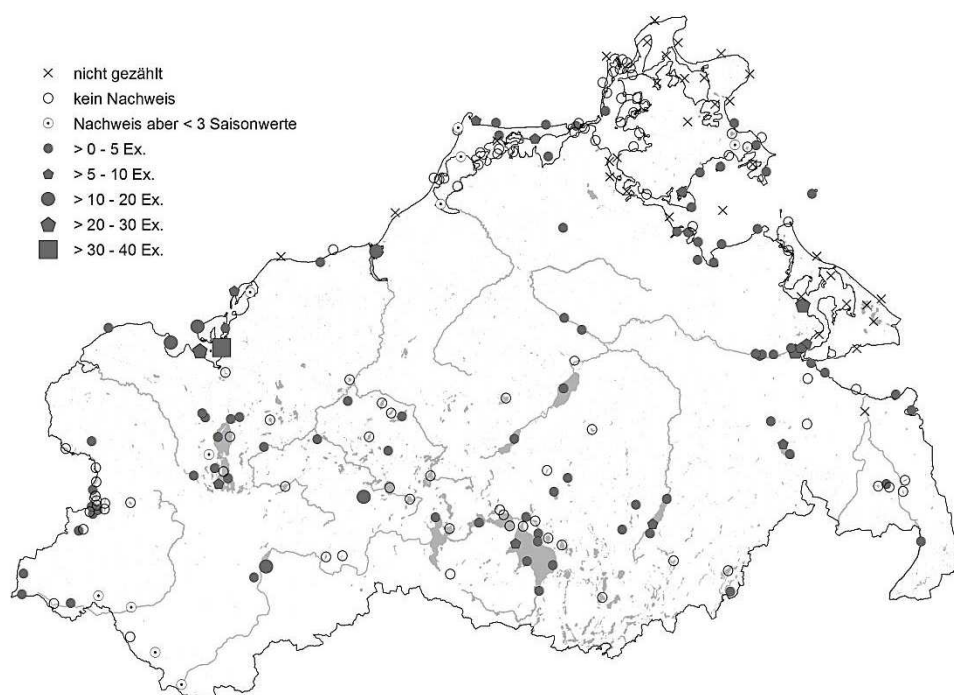 nicht gezählt
kein Nachweis
Nachweis aber < 3 Saisonwerte
> 0 - 5 Ex.
> 5 - 10 Ex.
> 10 - 20 Ex.
> 20 - 30 Ex.
> 30 - 40 Ex.